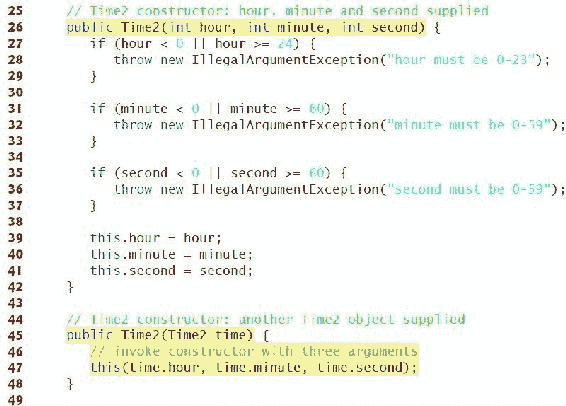 25 // Time2 constructor: hour, minute and second supplied
26 public Time2(int hour, int minute, int second) {
27 if (hour < 0 || hour >= 24) {
28 throw new IllegalArgumentException("hour must be 0-23");
29 }
30
31 if (minute < 0 || minute >= 60) {
32 throw new IllegalArgumentException("minute must be 0-59");
33 }
34
35 if (second < 0 || second >= 60) {
36 throw new IllegalArgumentException("second must be 0-59");
37 }
38
39 this.hour = hour;
40 this.minute = minute;
41 this.second = second;
42 }
43
44 // Time2 constructor: another Time2 object supplied
45 public Time2(Time2 time) {
46 // invoke constructor with three arguments
47 this(time.hour, time.minute, time.second);
48 }
49